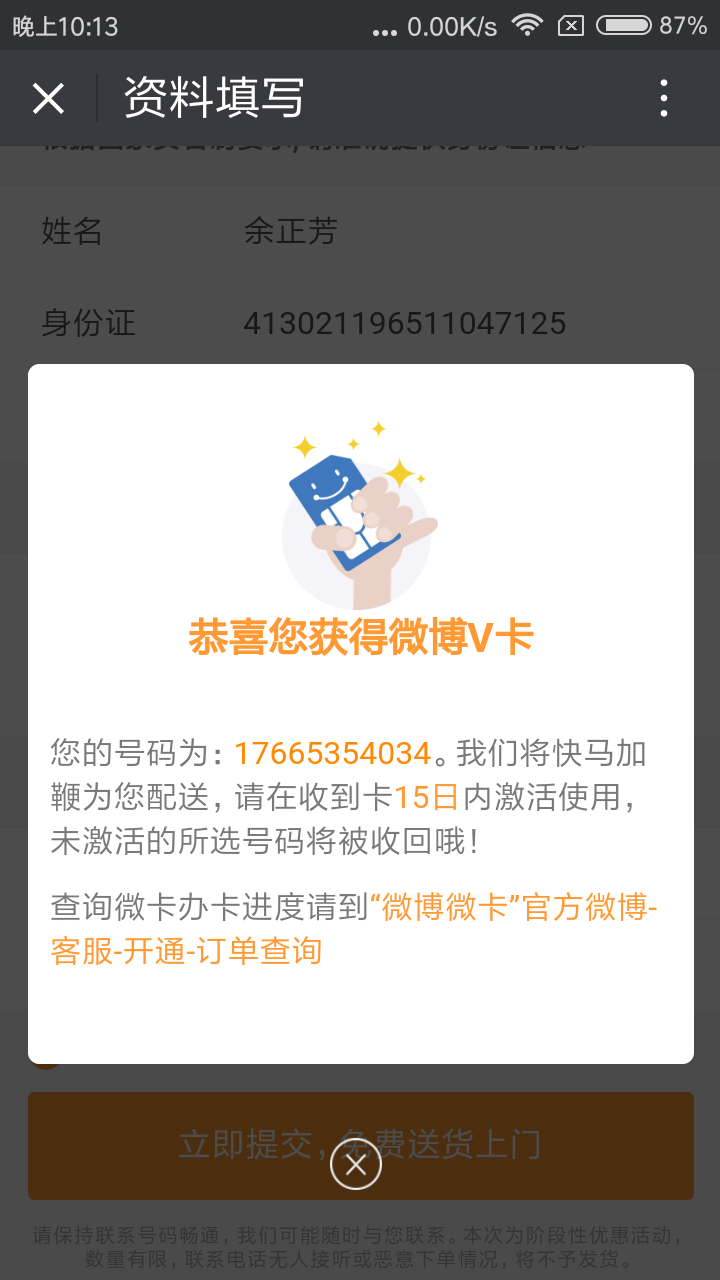 晚上10:13
... 0.00K/s
87%
资料填写
姓名 余正芳
身份证 413021196511047125
恭喜您获得微博V卡
您的号码为：17665354034。我们将快马加
鞭为您配送，请在收到卡15日内激活使用，
未激活的所选号码将被收回哦！
查询微卡办卡进度请到“微博微卡”官方微博-
客服-开通-订单查询
立即提交，免费送货上门
请保持联系号码畅通，我们可能随时与您联系。本次为阶段性优惠活动，
数量有限，联系电话无人接听或恶意下单情况，将不予发货。